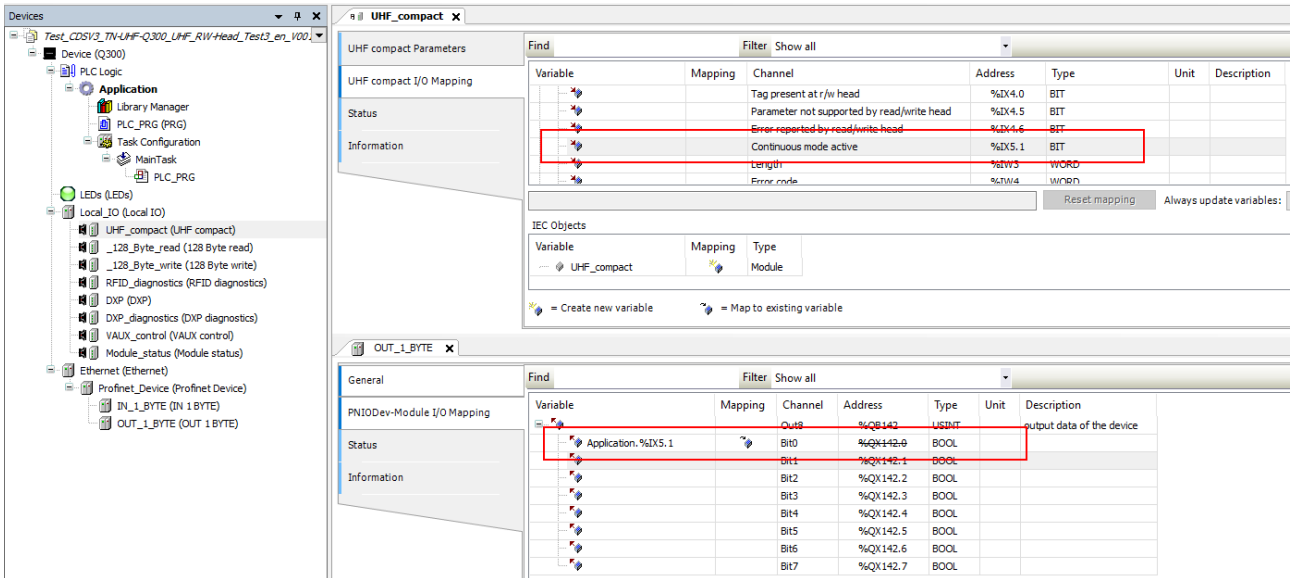 Devices
Test_CDSV3_TN-UHF-Q300_UHF_RW-Head_Test3_en_V00.
Device (Q300)
PLC Logic
Application
Library Manager
PLC_PRG (PRG)
Task Configuration
MainTask
PLC_PRG
LEDs (LEDs)
Local_IO (Local IO)
UHF_compact (UHF compact)
_128_Byte_read (128 Byte read)
_128_Byte_write (128 Byte write)
RFID_diagnostics (RFID diagnostics)
DXP (DXP)
DXP_diagnostics (DXP diagnostics)
VAUX_control (VAUX control)
Module_status (Module status)
Ethernet (Ethernet)
Profinet_Device (Profinet Device)
IN_1_BYTE (IN 1 BYTE)
OUT_1_BYTE (OUT 1 BYTE)
UHF_compact
UHF compact Parameters
UHF compact I/O Mapping
Status
Information
Find Filter Show all
Variable Mapping Channel Address Type Unit Description
Tag present at r/w head %IX4.0 BIT
Parameter not supported by read/write head %IX4.5 BIT
Error reported by read/write head %IX4.6 BIT
Continuous mode active %IX5.1 BIT
Length %IW3 WORD
Error code %IW4 WORD
Reset mapping Always update variables:
IEC Objects
Variable Mapping Type
UHF_compact Module
= Create new variable = Map to existing variable
OUT_1_BYTE
General
PNIODev-Module I/O Mapping
Status
Information
Find Filter Show all
Variable Mapping Channel Address Type Unit Description
Out8 %QB142 USINT output data of the device
Application.%IX5.1 Bit0 %QX142.0 BOOL
Bit1 %QX142.1 BOOL
Bit2 %QX142.2 BOOL
Bit3 %QX142.3 BOOL
Bit4 %QX142.4 BOOL
Bit5 %QX142.5 BOOL
Bit6 %QX142.6 BOOL
Bit7 %QX142.7 BOOL